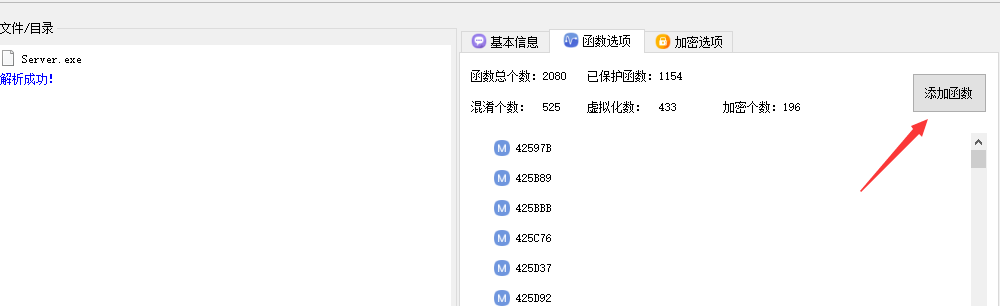 文件/目录
Server.exe
解析成功!
基本信息 函数选项 加密选项
函数总个数：2080 已保护函数：1154
混淆个数： 525 虚拟化数： 433 加密个数：196
添加函数
M 42597B
M 425B89
M 425BBB
M 425C76
M 425D37
M 425D92